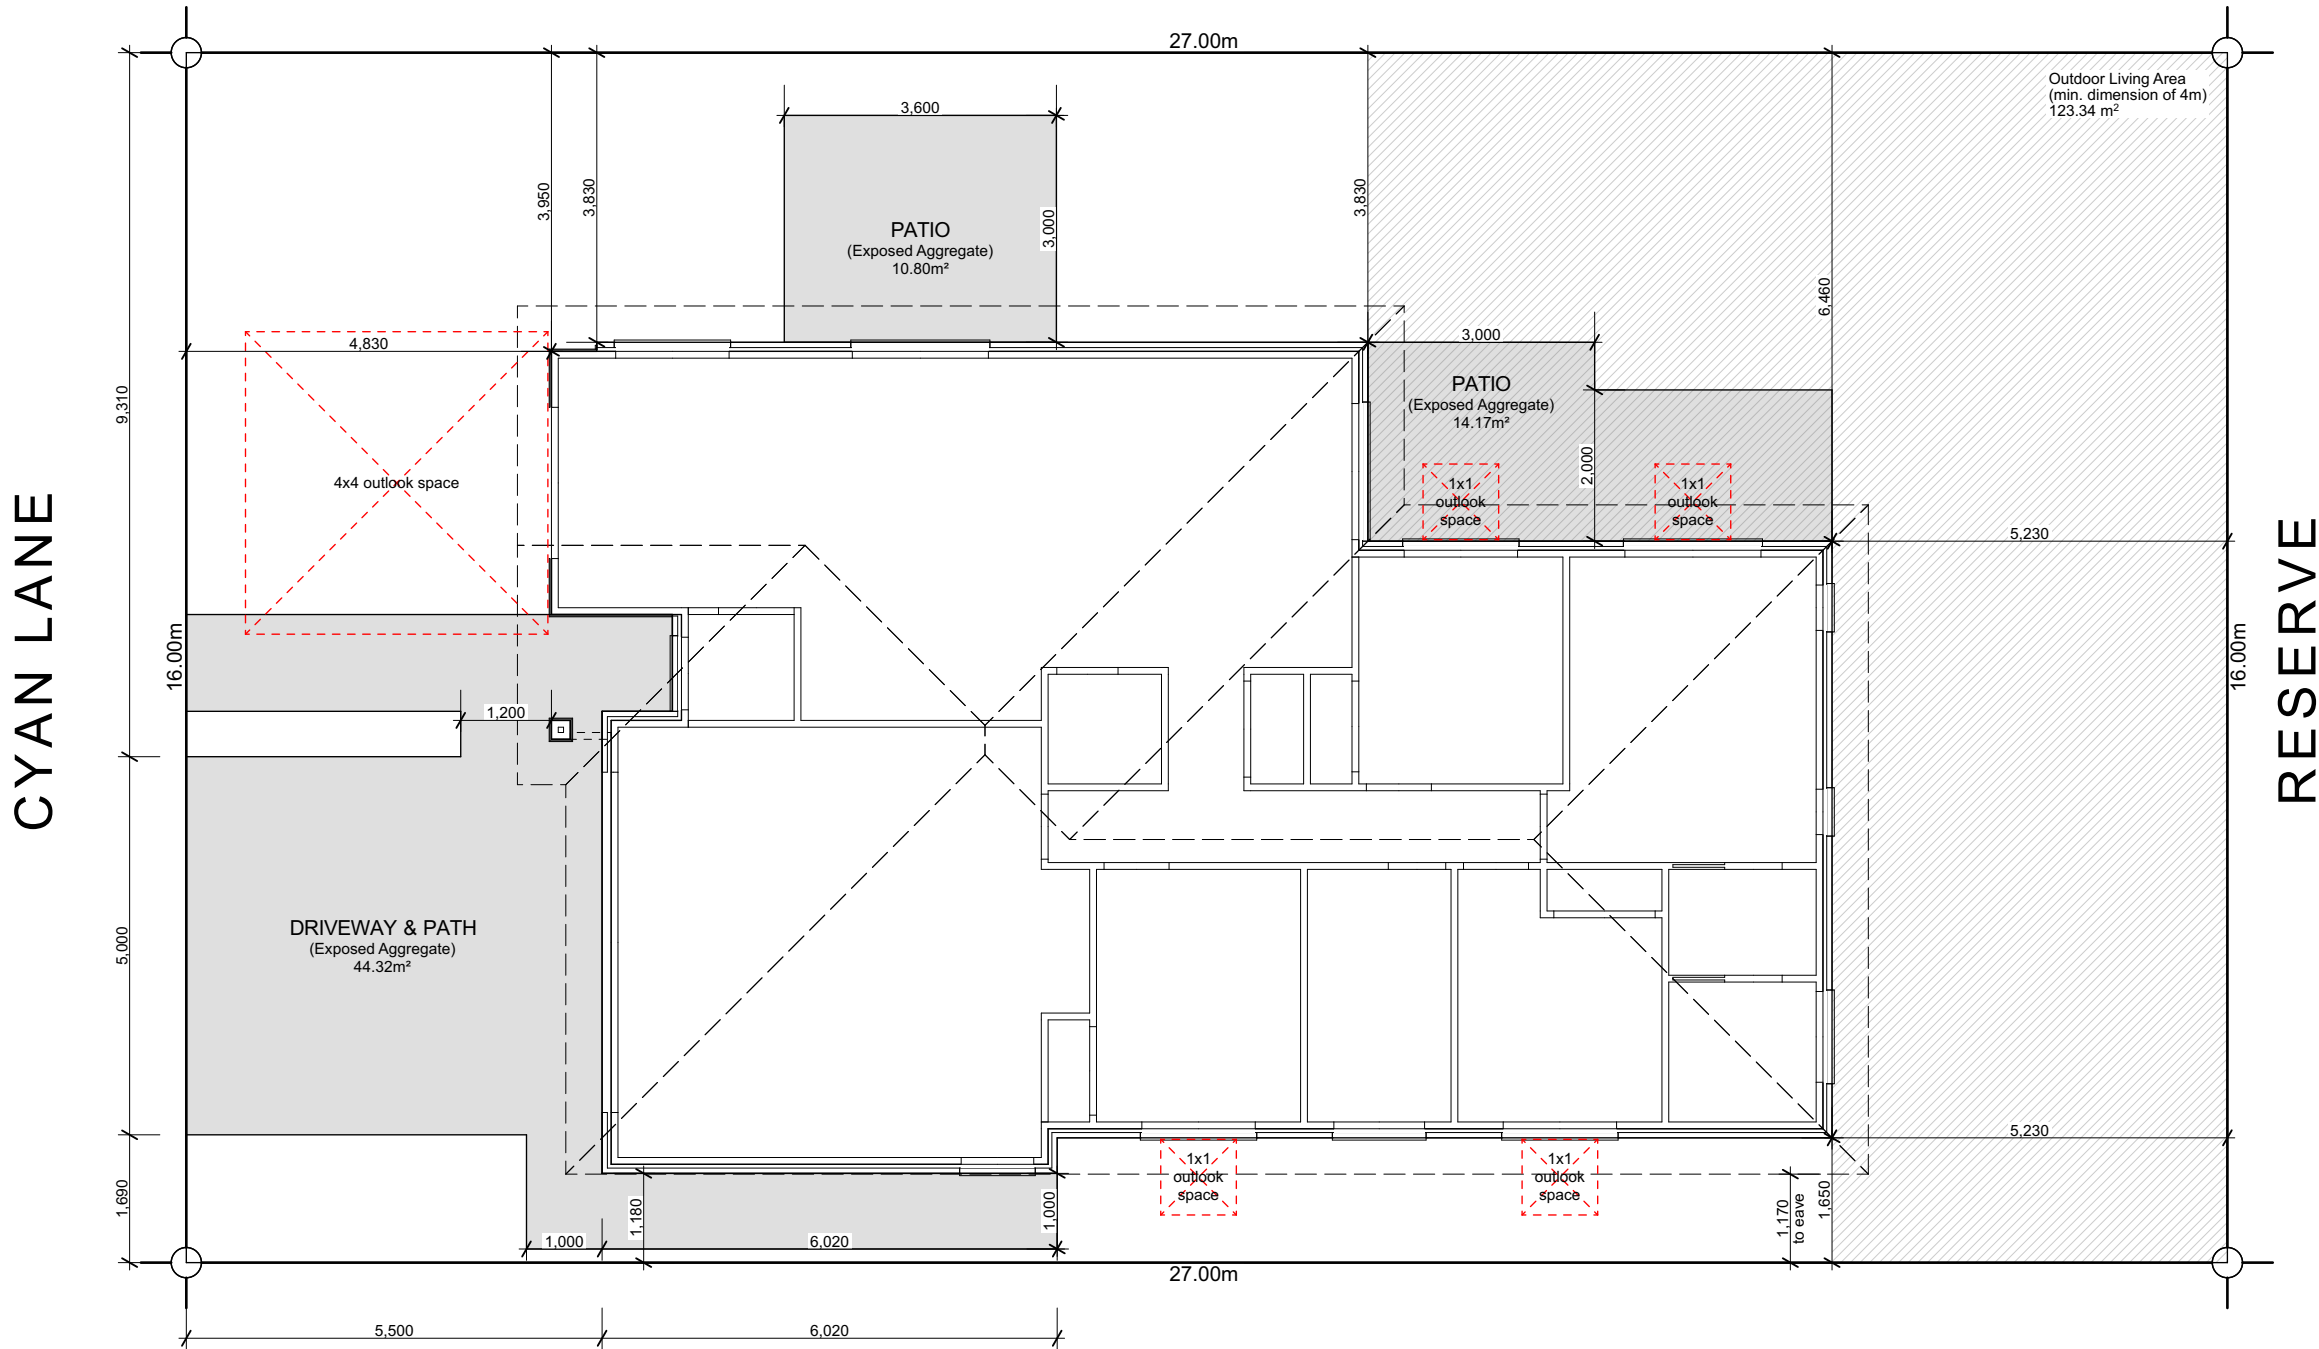 27.00m
Outdoor Living Area
(min. dimension of 4m)
123.34 m²
3,600
3,950
3,830
3,000
3,830
6,460
PATIO
(Exposed Aggregate)
10.80m²
4,830
3,000
9,310
PATIO
(Exposed Aggregate)
14.17m²
2,000
4x4 outlook space
1x1
outlook
space
1x1
outlook
space
5,230
CYAN LANE
16.00m
16.00m
RESERVE
1,200
DRIVEWAY & PATH
(Exposed Aggregate)
44.32m²
5,000
5,230
1x1
outlook
space
1x1
outlook
space
1,690
1,180
1,000
1,170
to eave
1,650
1,000
6,020
27.00m
5,500
6,020